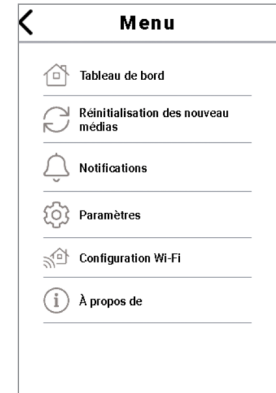 Menu
Tableau de bord
Réinitialisation des nouveau
médias
Notifications
Paramètres
Configuration Wi-Fi
À propos de